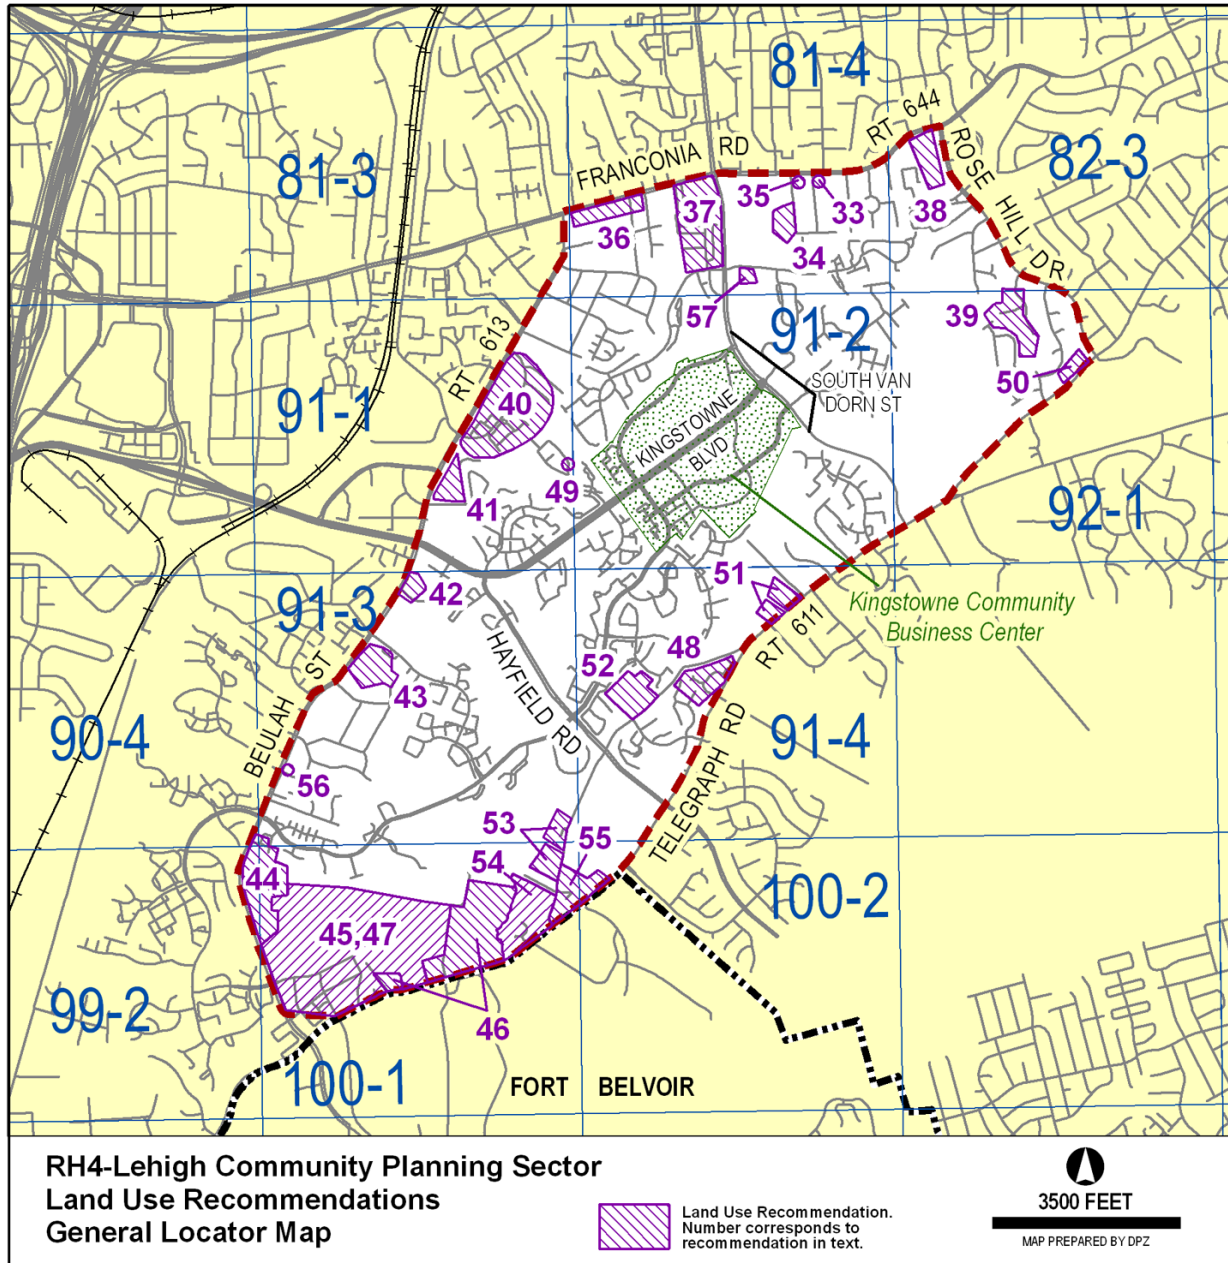 81-4
RT 644
ROSE HILL DR
82-3
FRANCONIA RD
81-3
35
33
37
38
36
34
57
39
91-2
RT 613
50
SOUTH VAN
DORN ST
91-1
40
KINGSTOWNE
BLVD
49
41
92-1
51
42
91-3
Kingstowne Community
Business Center
RT 611
HAYFIELD RD
48
52
43
BEULAH ST
90-4
91-4
TELEGRAPH RD
56
53
55
54
44
100-2
45,47
99-2
46
100-1
FORT BELVOIR
RH4-Lehigh Community Planning Sector
Land Use Recommendations
General Locator Map
Land Use Recommendation.
Number corresponds to
recommendation in text.
3500 FEET
MAP PREPARED BY DPZ